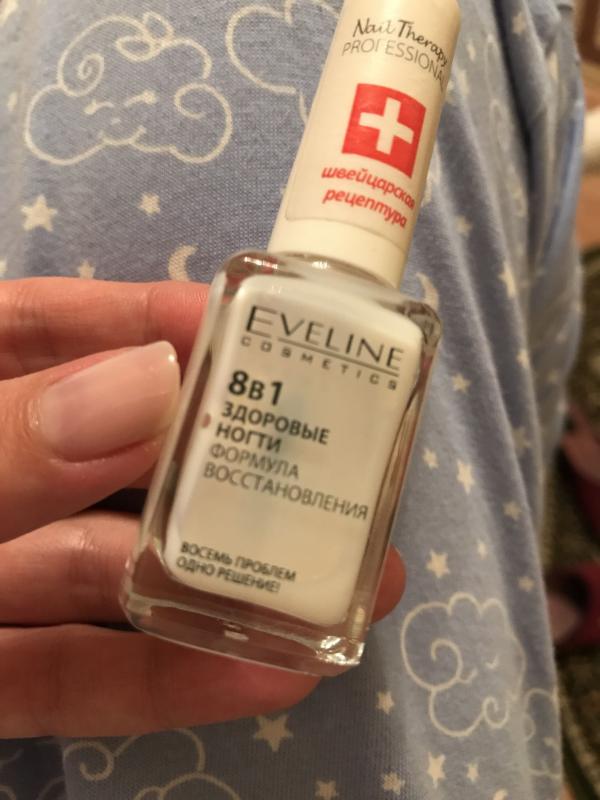 Nail Therapy
PROFESSIONAL
швейцарская
рецептура
EVELINE
COSMETICS
8В1
ЗДОРОВЫЕ
НОГТИ
ФОРМУЛА
ВОССТАНОВЛЕНИЯ
ВОСЕМЬ ПРОБЛЕМ
ОДНО РЕШЕНИЕ!